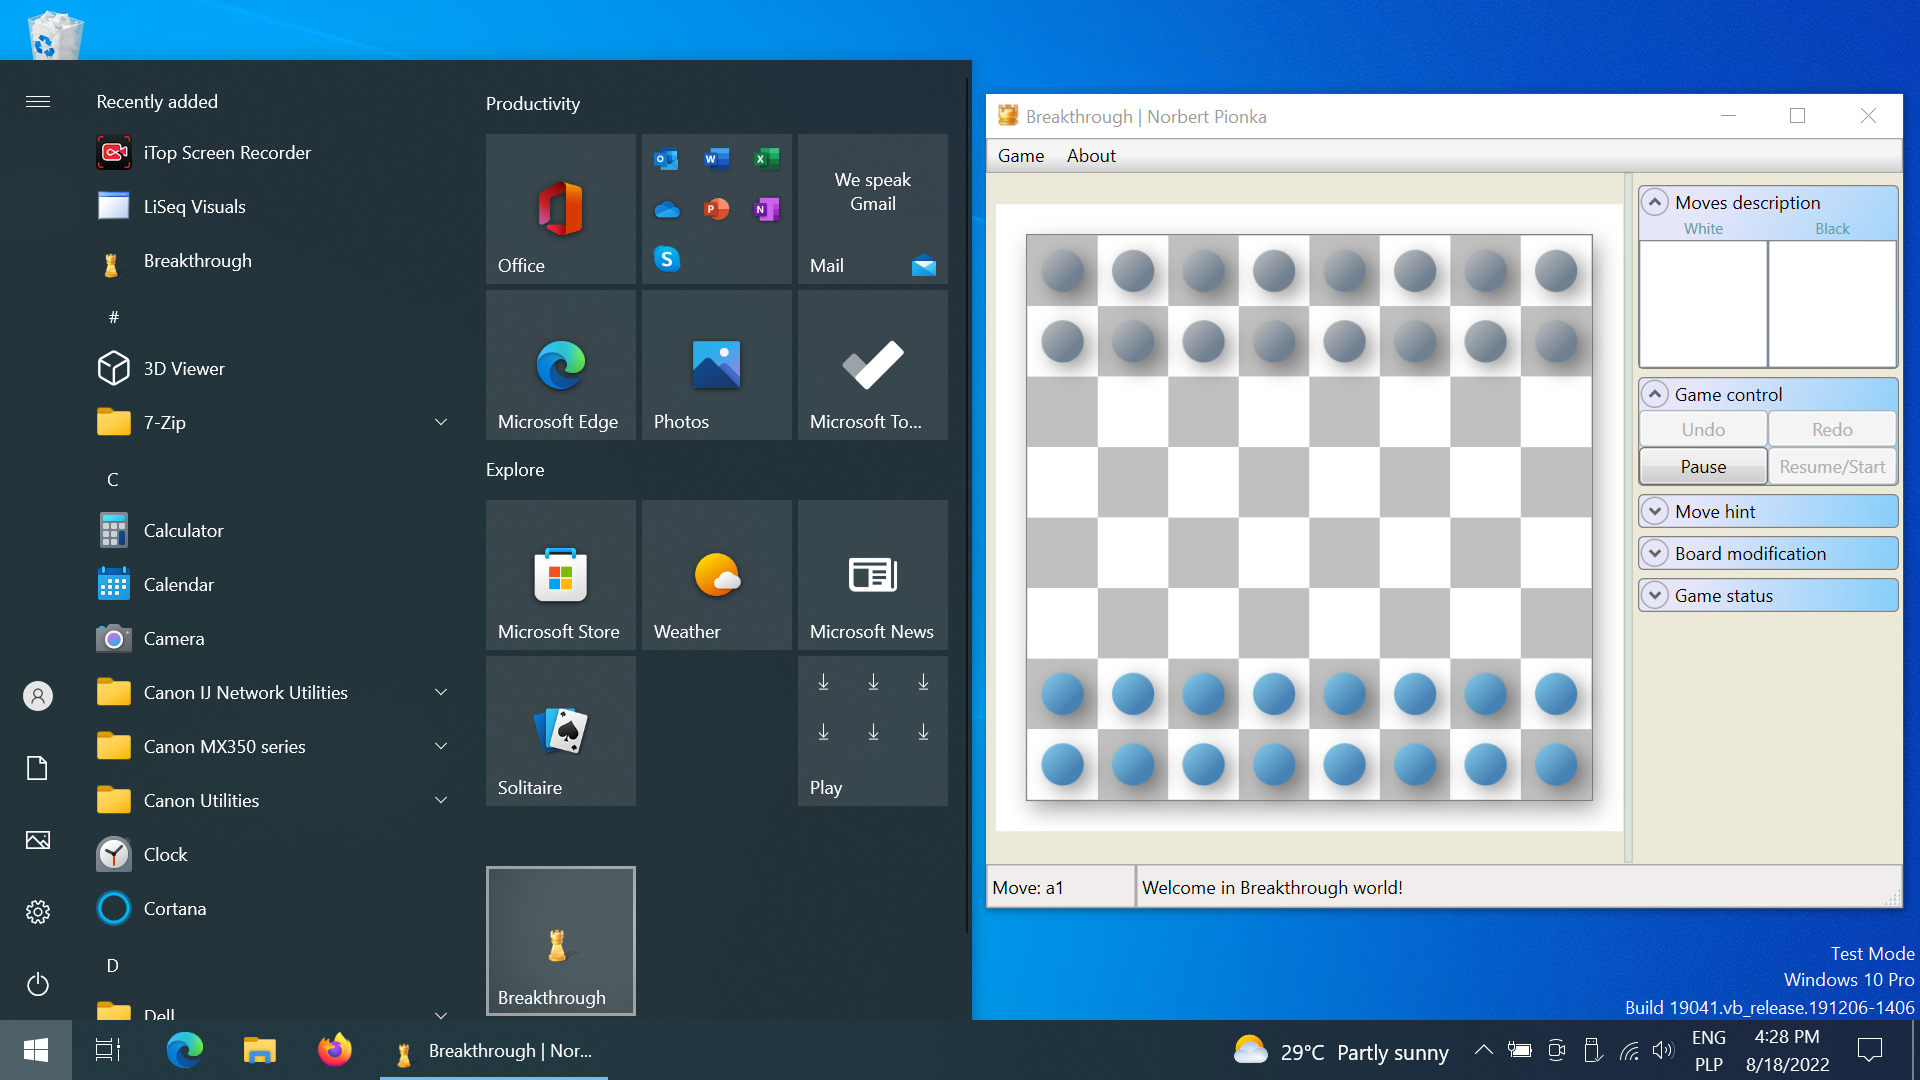 Recently added
iTop Screen Recorder
LiSeq Visuals
Breakthrough
#
3D Viewer
7-Zip
C
Calculator
Calendar
Camera
Canon IJ Network Utilities
Canon MX350 series
Canon Utilities
Clock
Cortana
D
Dell
Productivity
Office
We speak
Gmail
Mail
Microsoft Edge
Photos
Microsoft To...
Explore
Microsoft Store
Weather
Microsoft News
Solitaire
Play
Breakthrough
Breakthrough | Norbert Pionka
Game About
Moves description
White Black
Game control
Undo Redo
Pause Resume/Start
Move hint
Board modification
Game status
Move: a1
Welcome in Breakthrough world!
Test Mode
Windows 10 Pro
Build 19041.vb_release.191206-1406
Breakthrough | Nor...
29°C Partly sunny
ENG
PLP
4:28 PM
8/18/2022